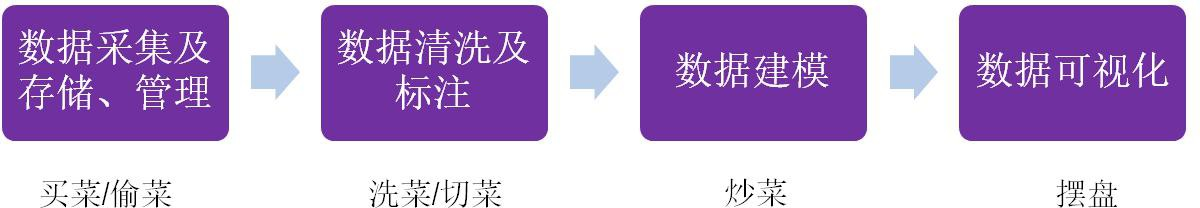 数据采集及
存储、管理
数据清洗及
标注
数据建模
数据可视化
买菜/偷菜
洗菜/切菜
炒菜
摆盘